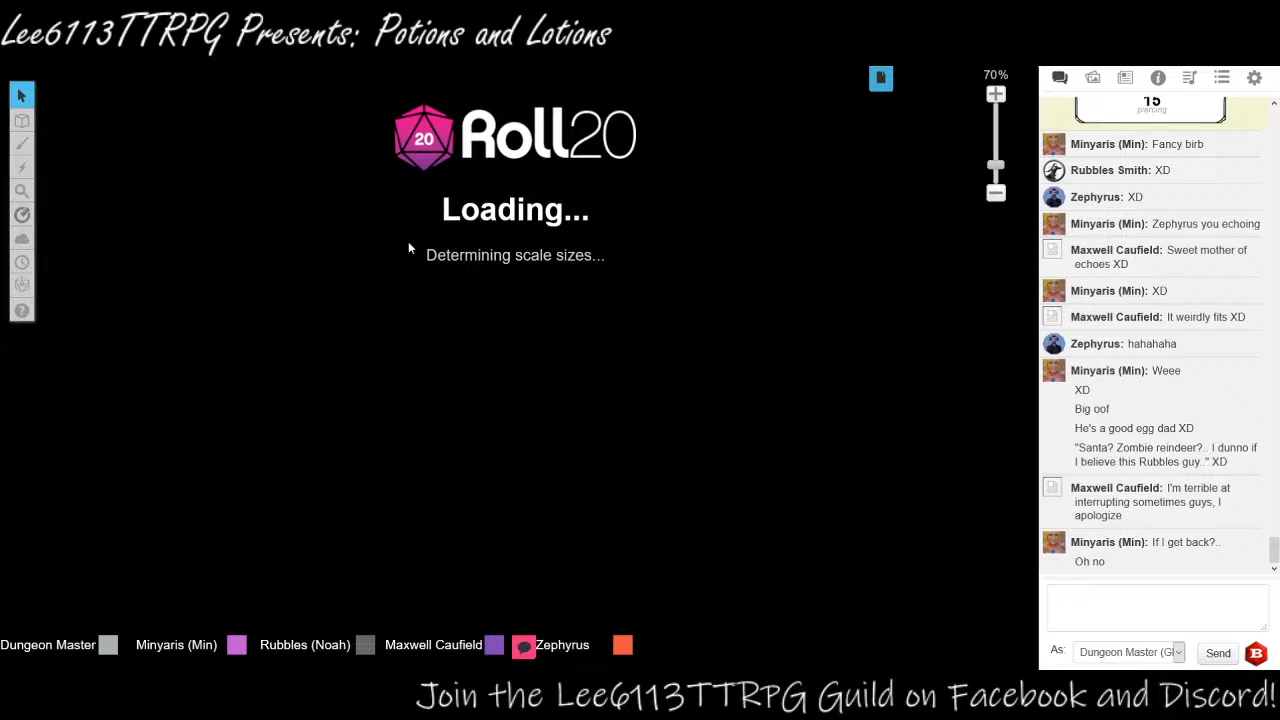 Lee6113TTRPG Presents: Potions and Lotions
70%
20
Roll20
Loading...
Determining scale sizes...
15
piercing
Minyaris (Min): Fancy birb
Rubbles Smith: XD
Zephyrus: XD
Minyaris (Min): Zephyrus you echoing
Maxwell Caufield: Sweet mother of
echoes XD
Minyaris (Min): XD
Maxwell Caufield: It weirdly fits XD
Zephyrus: hahahaha
Minyaris (Min): Weee
XD
Big oof
He's a good egg dad XD
"Santa? Zombie reindeer?.. I dunno if
I believe this Rubbles guy.." XD
Maxwell Caufield: I'm terrible at
interrupting sometimes guys, I
apologize
Minyaris (Min): If I get back?..
Oh no
As: Dungeon Master (GI
Send
B
Dungeon Master
Minyaris (Min)
Rubbles (Noah)
Maxwell Caufield
Zephyrus
Join the Lee6113TTRPG Guild on Facebook and Discord!